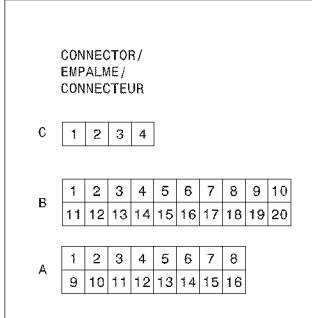 CONNECTOR/
EMPALME/
CONNECTEUR
C 1 2 3 4
B 1 2 3 4 5 6 7 8 9 10
11 12 13 14 15 16 17 18 19 20
A 1 2 3 4 5 6 7 8
9 10 11 12 13 14 15 16